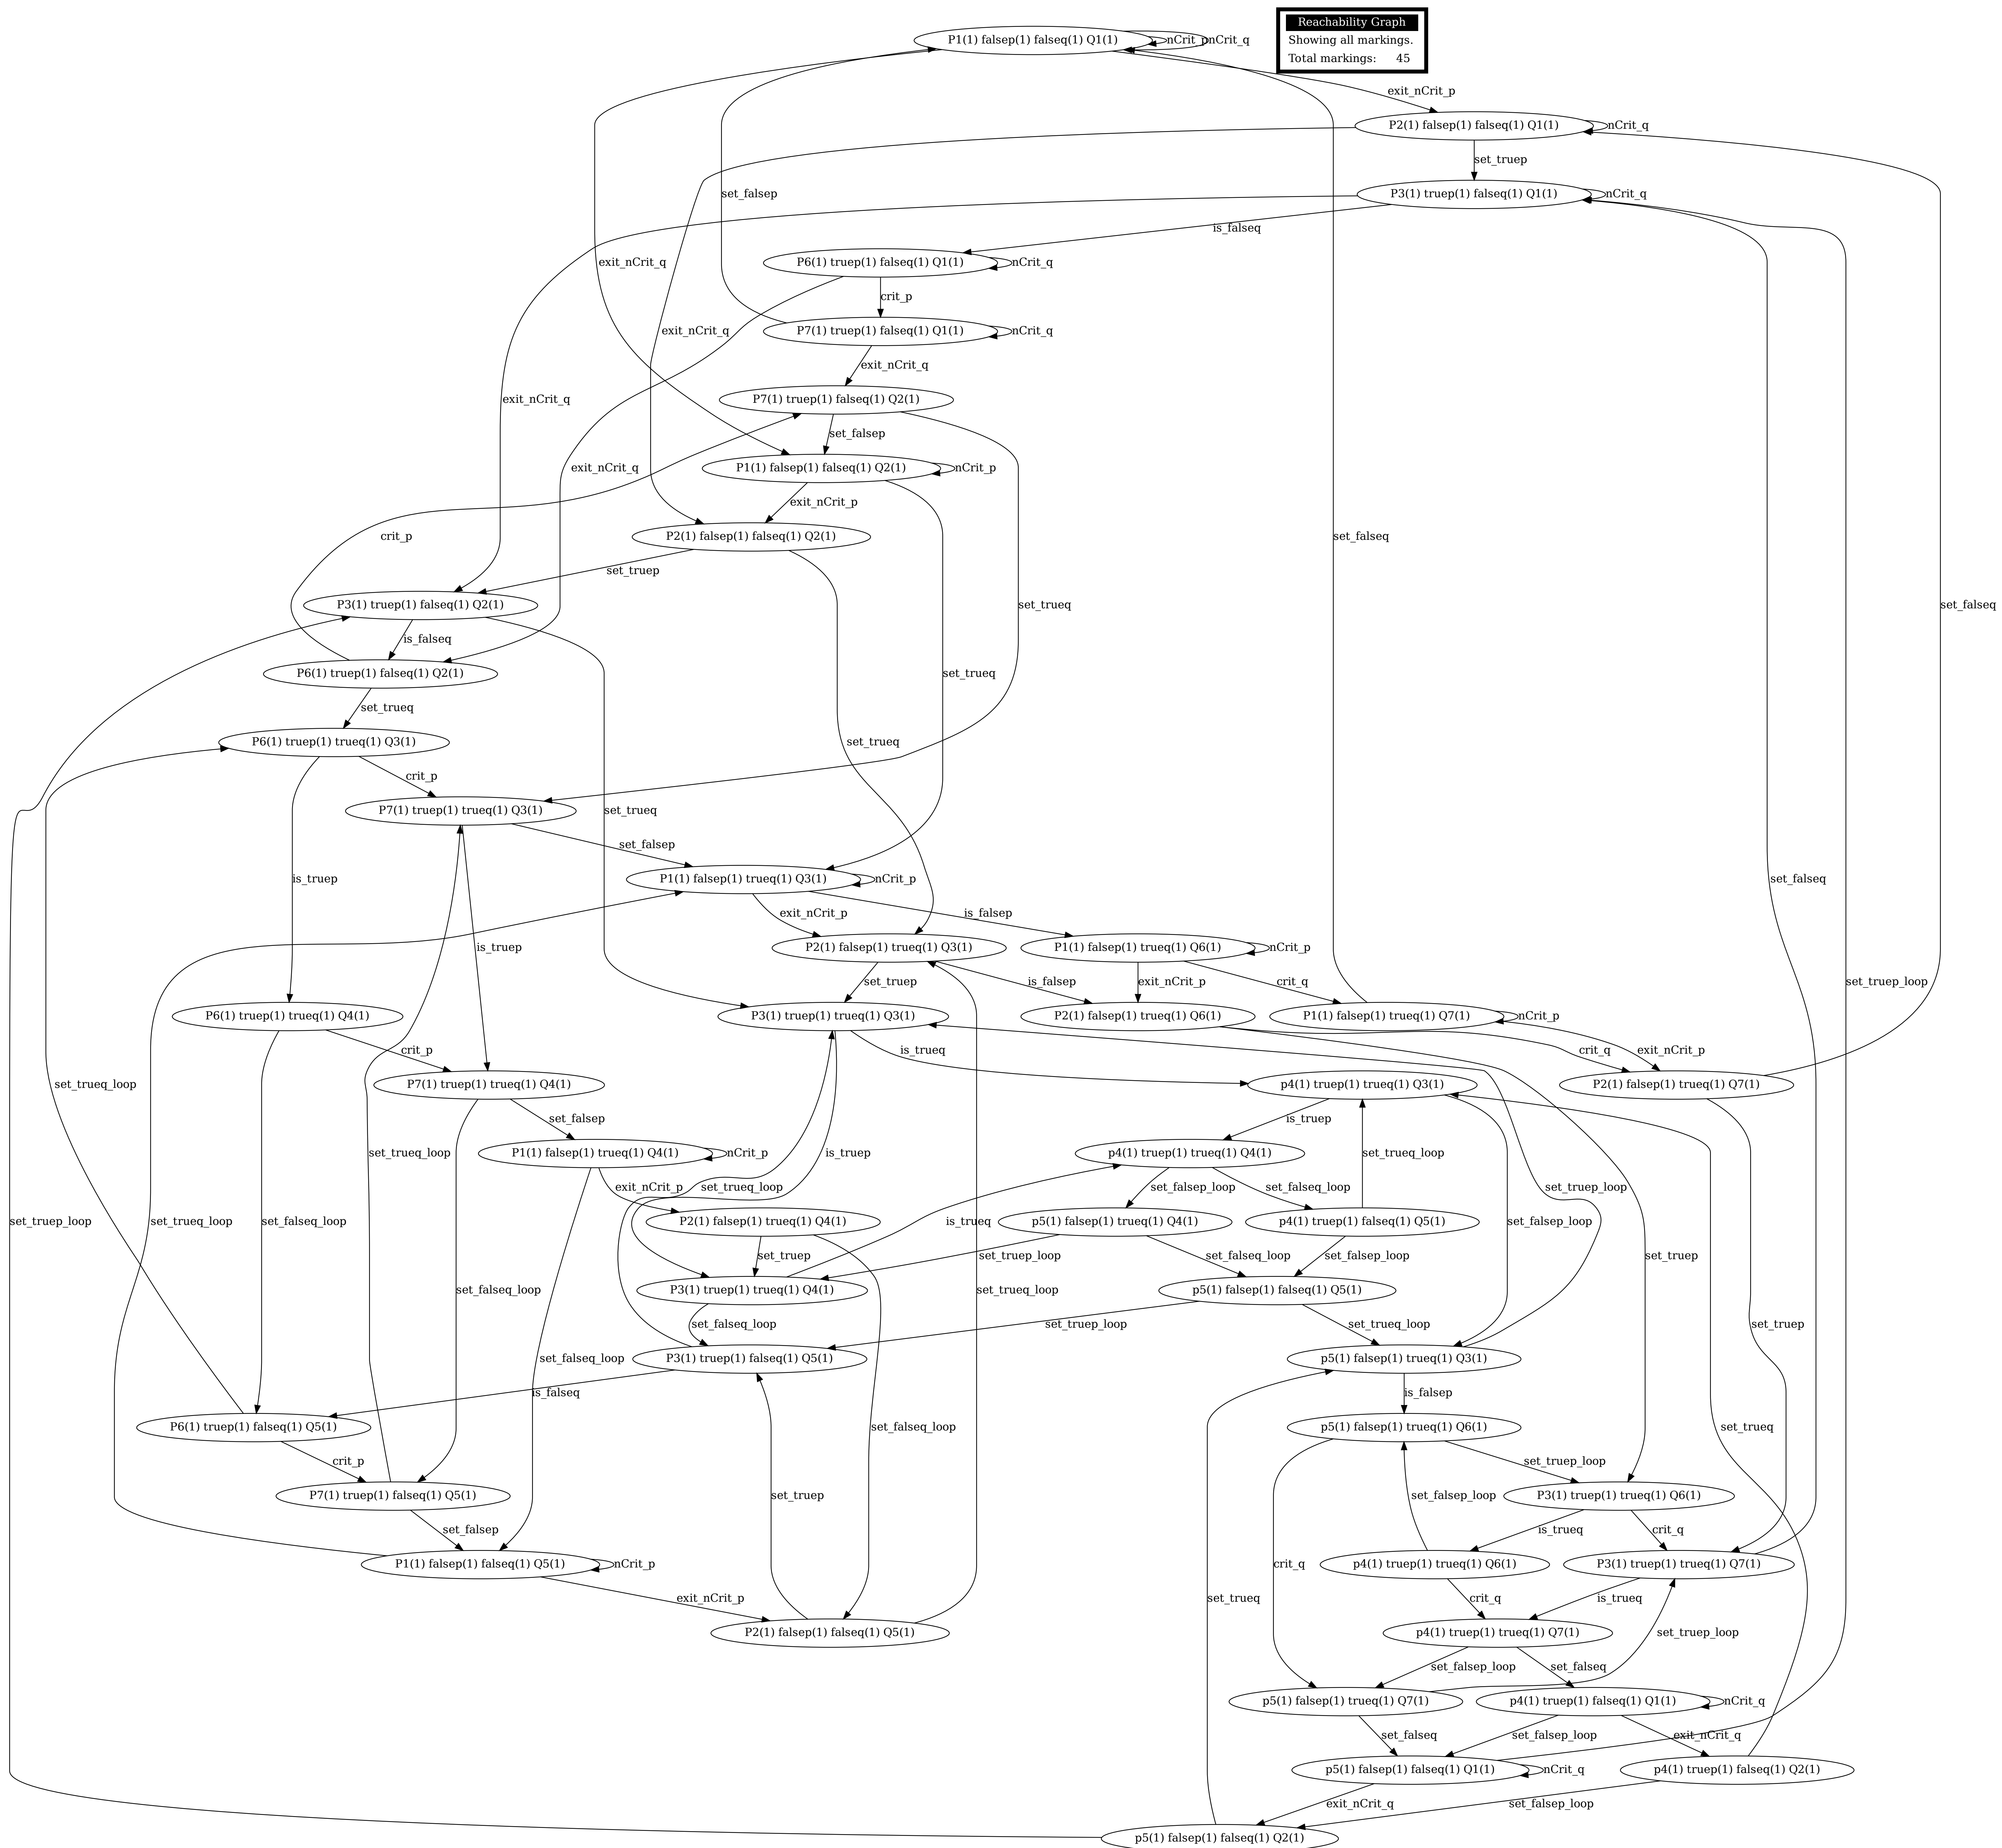 P1(1) falsep(1) falseq(1) Q1(1)
nCrit_p
nCrit_q
Reachability Graph
Showing all markings.
Total markings: 45
exit_nCrit_p
P2(1) falsep(1) falseq(1) Q1(1)
nCrit_q
set_truep
P3(1) truep(1) falseq(1) Q1(1)
nCrit_q
set_falsep
is_falseq
P6(1) truep(1) falseq(1) Q1(1)
nCrit_q
exit_nCrit_q
crit_p
P7(1) truep(1) falseq(1) Q1(1)
nCrit_q
exit_nCrit_q
exit_nCrit_q
P7(1) truep(1) falseq(1) Q2(1)
exit_nCrit_q
set_falsep
P1(1) falsep(1) falseq(1) Q2(1)
nCrit_p
exit_nCrit_q
exit_nCrit_p
crit_p
P2(1) falsep(1) falseq(1) Q2(1)
set_falseq
set_truep
P3(1) truep(1) falseq(1) Q2(1)
set_trueq
set_falseq
is_falseq
P6(1) truep(1) falseq(1) Q2(1)
set_trueq
set_trueq
P6(1) truep(1) trueq(1) Q3(1)
set_trueq
crit_p
P7(1) truep(1) trueq(1) Q3(1)
set_trueq
set_falsep
is_truep
P1(1) falsep(1) trueq(1) Q3(1)
nCrit_p
set_falseq
exit_nCrit_p
is_falsep
is_truep
P2(1) falsep(1) trueq(1) Q3(1)
P1(1) falsep(1) trueq(1) Q6(1)
nCrit_p
set_truep
is_falsep
exit_nCrit_p
crit_q
set_truep_loop
P6(1) truep(1) trueq(1) Q4(1)
P3(1) truep(1) trueq(1) Q3(1)
P2(1) falsep(1) trueq(1) Q6(1)
P1(1) falsep(1) trueq(1) Q7(1)
nCrit_p
crit_p
is_trueq
crit_q
exit_nCrit_p
set_trueq_loop
P7(1) truep(1) trueq(1) Q4(1)
p4(1) truep(1) trueq(1) Q3(1)
P2(1) falsep(1) trueq(1) Q7(1)
set_falsep
is_truep
set_trueq_loop
P1(1) falsep(1) trueq(1) Q4(1)
nCrit_p
is_truep
p4(1) truep(1) trueq(1) Q4(1)
set_trueq_loop
exit_nCrit_p
set_trueq_loop
set_falsep_loop
set_falseq_loop
set_truep_loop
set_truep_loop
set_trueq_loop
set_falseq_loop
P2(1) falsep(1) trueq(1) Q4(1)
is_trueq
p5(1) falsep(1) trueq(1) Q4(1)
p4(1) truep(1) falseq(1) Q5(1)
set_falsep_loop
set_truep
set_truep_loop
set_falseq_loop
set_falsep_loop
set_truep
set_falseq_loop
P3(1) truep(1) trueq(1) Q4(1)
set_trueq_loop
p5(1) falsep(1) falseq(1) Q5(1)
set_falseq_loop
set_truep_loop
set_trueq_loop
set_truep
set_falseq_loop
P3(1) truep(1) falseq(1) Q5(1)
p5(1) falsep(1) trueq(1) Q3(1)
is_falseq
is_falsep
P6(1) truep(1) falseq(1) Q5(1)
set_falseq_loop
p5(1) falsep(1) trueq(1) Q6(1)
set_trueq
crit_p
set_truep_loop
P7(1) truep(1) falseq(1) Q5(1)
set_truep
set_falsep_loop
P3(1) truep(1) trueq(1) Q6(1)
set_falsep
is_trueq
crit_q
P1(1) falsep(1) falseq(1) Q5(1)
nCrit_p
crit_q
p4(1) truep(1) trueq(1) Q6(1)
P3(1) truep(1) trueq(1) Q7(1)
exit_nCrit_p
set_trueq
crit_q
is_trueq
P2(1) falsep(1) falseq(1) Q5(1)
p4(1) truep(1) trueq(1) Q7(1)
set_truep_loop
set_falsep_loop
set_falseq
p5(1) falsep(1) trueq(1) Q7(1)
p4(1) truep(1) falseq(1) Q1(1)
nCrit_q
set_falseq
set_falsep_loop
exit_nCrit_q
p5(1) falsep(1) falseq(1) Q1(1)
nCrit_q
p4(1) truep(1) falseq(1) Q2(1)
exit_nCrit_q
set_falsep_loop
p5(1) falsep(1) falseq(1) Q2(1)